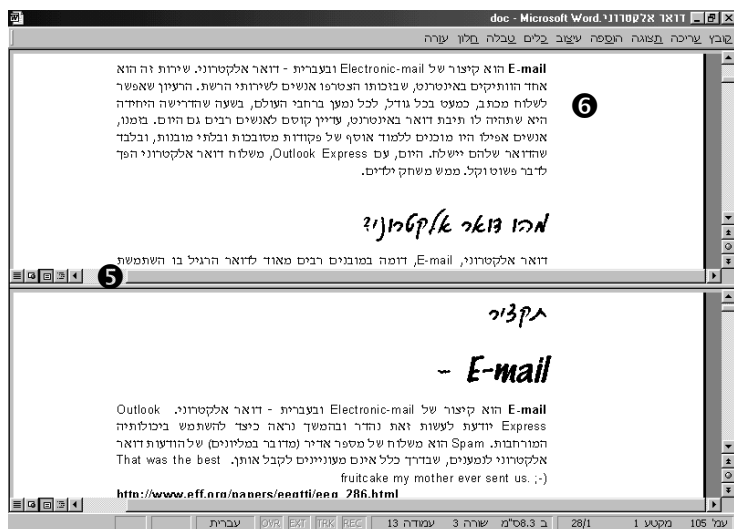 דואר אלקטרוני.doc - Microsoft Word
קובץ עריכה תצוגה הוספה עיצוב כלים טבלה חלון עזרה
E-mail הוא קיצור של Electronic-mail ובעברית - דואר אלקטרוני. שירות זה הוא
אחד הוותיקים באינטרנט, שבזכותו הצטרפו אנשים לשירותי הרשת. הרעיון שאפשר
לשלוח מכתב, כמעט בכל גודל, לכל נמען ברחבי העולם, בשעה שהדרישה היחידה
היא שתהיה לו תיבת דואר באינטרנט, עדיין קוסם לאנשים רבים גם היום. בזמנו,
אנשים אפילו היו מוכנים ללמוד אוסף של פקודות מסובכות ובלתי מובנות, ובלבד
שהדואר שלהם יישלח. היום, עם Outlook Express, משלוח דואר אלקטרוני הפך
לדבר פשוט וקל. ממש משחק ילדים.
6
מהו דואר אלקטרוני?
דואר אלקטרוני, E-mail, דומה במובנים רבים מאוד לדואר הרגיל בו השתמשת
5
תקציר
E-mail -
E-mail הוא קיצור של Electronic-mail ובעברית - דואר אלקטרוני. Outlook
Express יודעת לעשות זאת נהדר ובהמשך נראה כיצד להשתמש ביכולותיה
המורחבות. Spam הוא משלוח של מספר אדיר (מדובר במליונים) של הודעות דואר
אלקטרוני לנמענים, שבדרך כלל אינם מעוניינים לקבל אותן. That was the best
fruitcake my mother ever sent us. ;-)
http://www.eff.org/papers/eegtti/eeg_286.html
עמ' 105 מקטע 1 28/1 ב 8.3ס"מ שורה 3 עמודה 13 REC TRK EXT OVR עברית